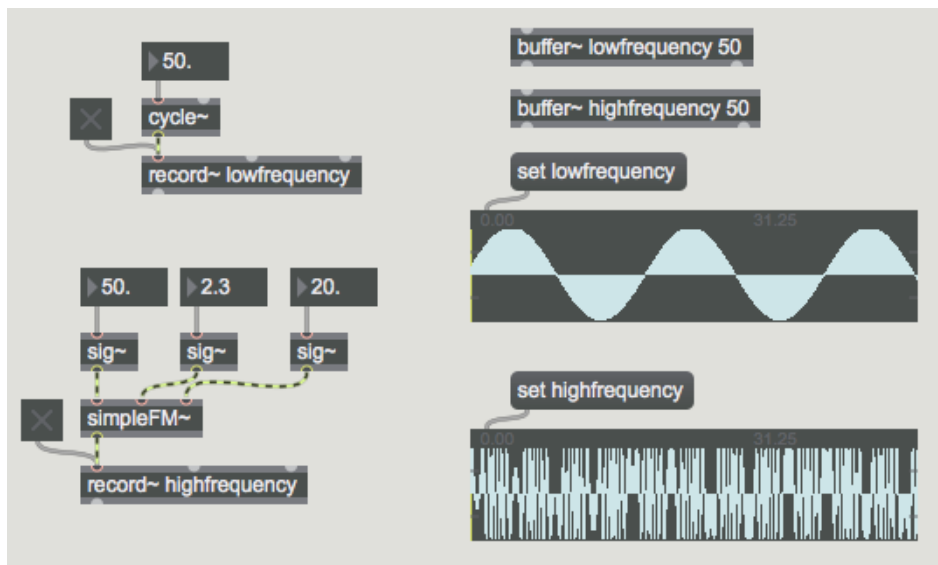 50.
cycle~
record~ lowfrequency
50.
2.3
20.
sig~
sig~
sig~
simpleFM~
record~ highfrequency
buffer~ lowfrequency 50
buffer~ highfrequency 50
set lowfrequency
0.00
31.25
set highfrequency
0.00
31.25